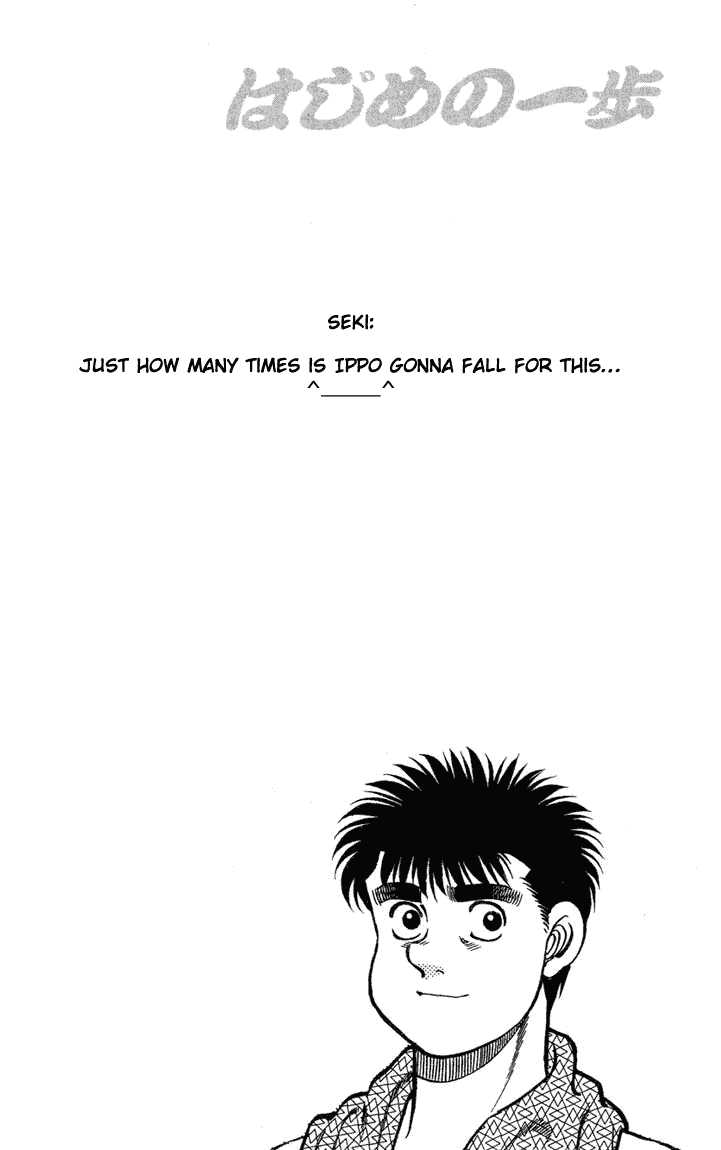 はじめの一歩
SEKI:
JUST HOW MANY TIMES IS IPPO GONNA FALL FOR THIS...
^_____^